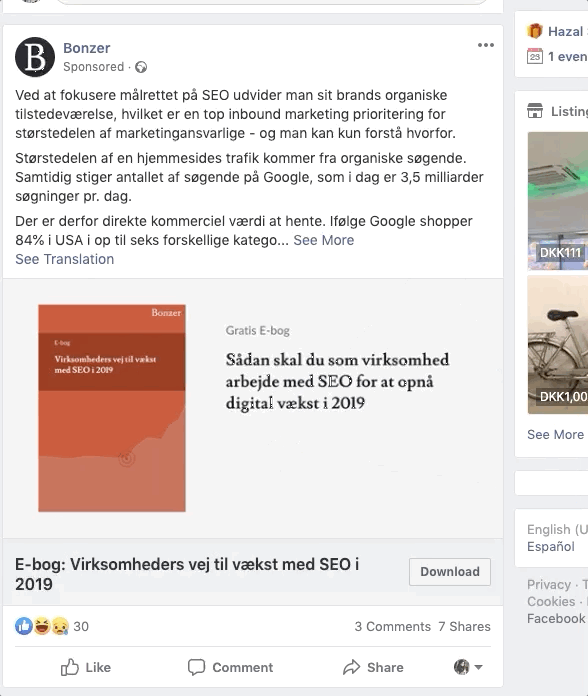 B
Bonzer
Sponsored ·
Ved at fokusere målrettet på SEO udvider man sit brands organiske
tilstedeværelse, hvilket er en top inbound marketing prioritering for
størstedelen af marketingansvarlige - og man kan kun forstå hvorfor.
Størstedelen af en hjemmesides trafik kommer fra organiske søgende.
Samtidig stiger antallet af søgende på Google, som i dag er 3,5 milliarder
søgninger pr. dag.
Der er derfor direkte kommerciel værdi at hente. Ifølge Google shopper
84% i USA i op til seks forskellige katego... See More
See Translation
Bonzer
E-bog
Virksomheders vej til vækst
med SEO i 2019
Gratis E-bog
Sådan skal du som virksomhed
arbejde med SEO for at opnå
digital vækst i 2019
E-bog: Virksomheders vej til vækst med SEO i
2019
Download
30
3 Comments 7 Shares
Like
Comment
Share
Hazal
23
1 even
Listing
DKK111
DKK1,00
See More
English (U
Español
Privacy · T
Cookies ·
Facebook